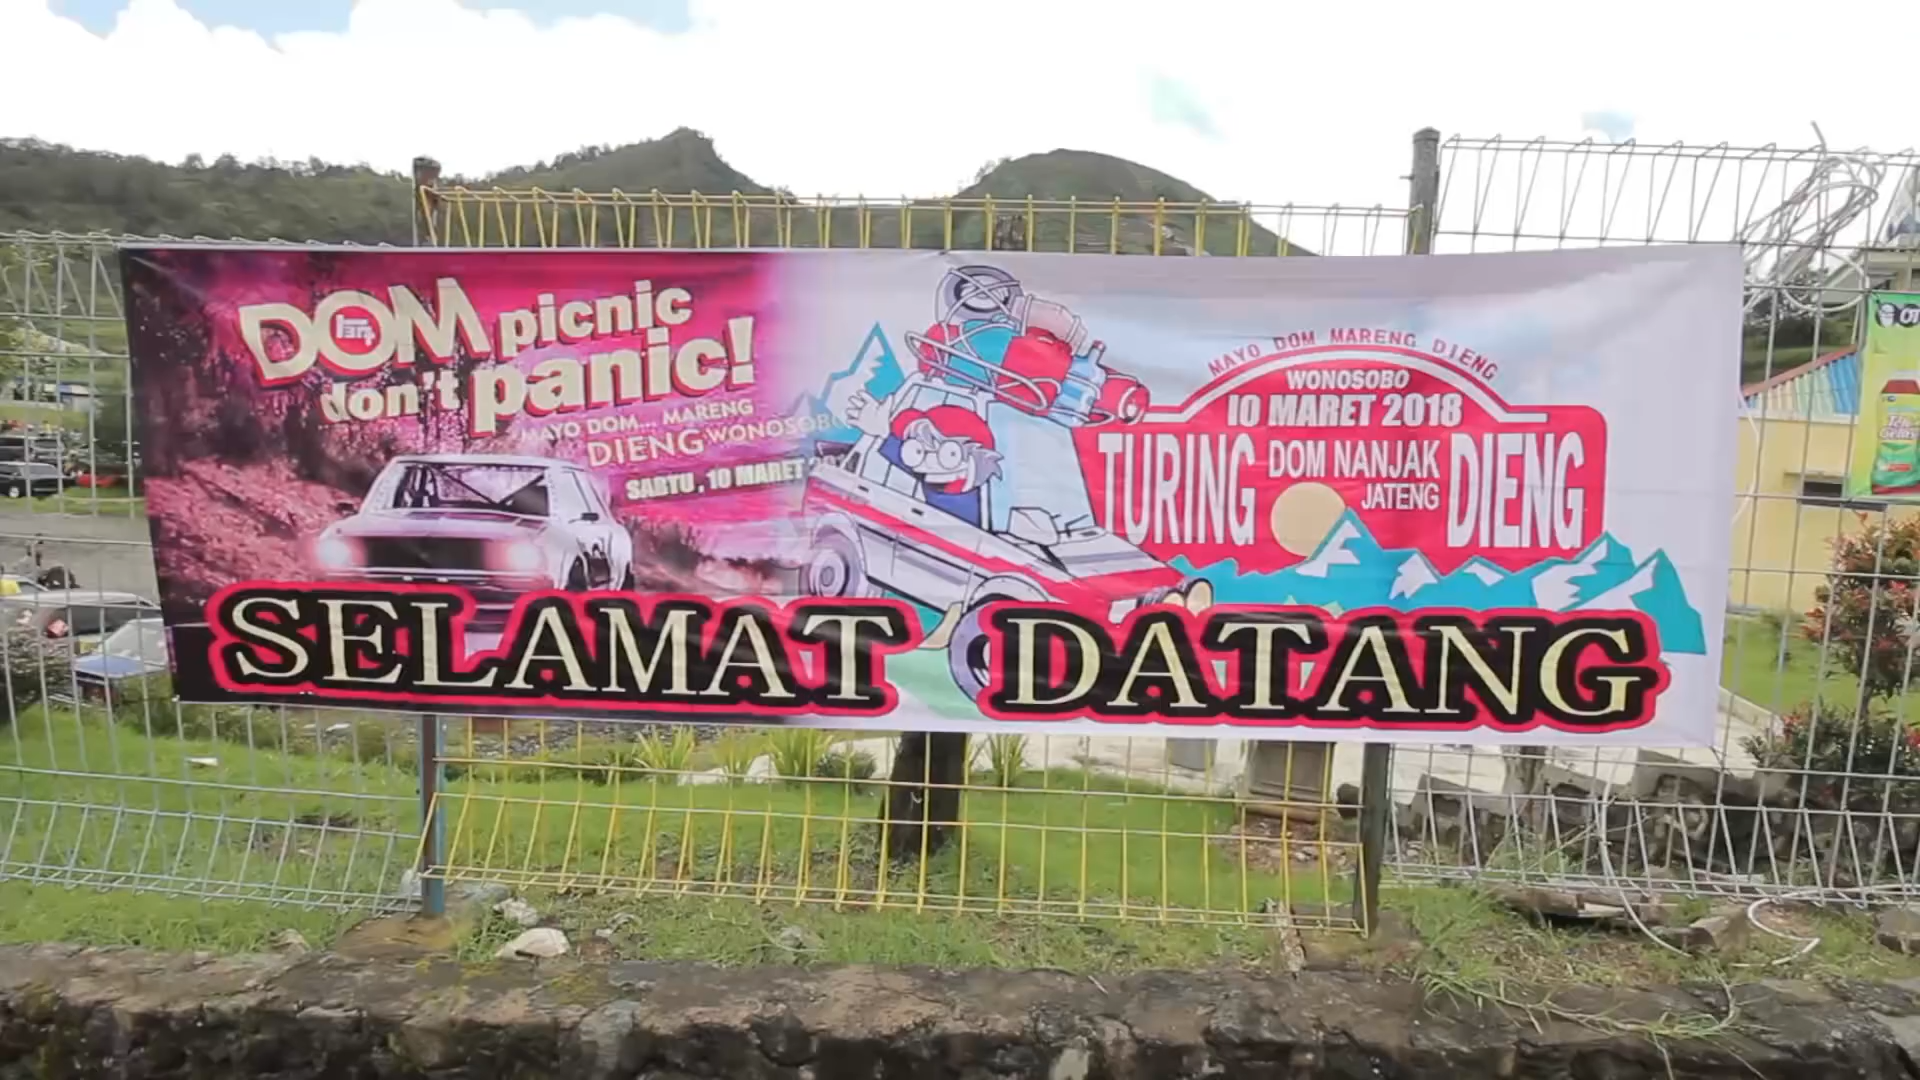 DOM picnic
don't panic!
MAYO DOM... MARENG
DIENG WONOSOBO
SABTU, 10 MARET
MAYO DOM MARENG DIENG
WONOSOBO
10 MARET 2018
TURING DOM NANJAK JATENG DIENG
SELAMAT DATANG